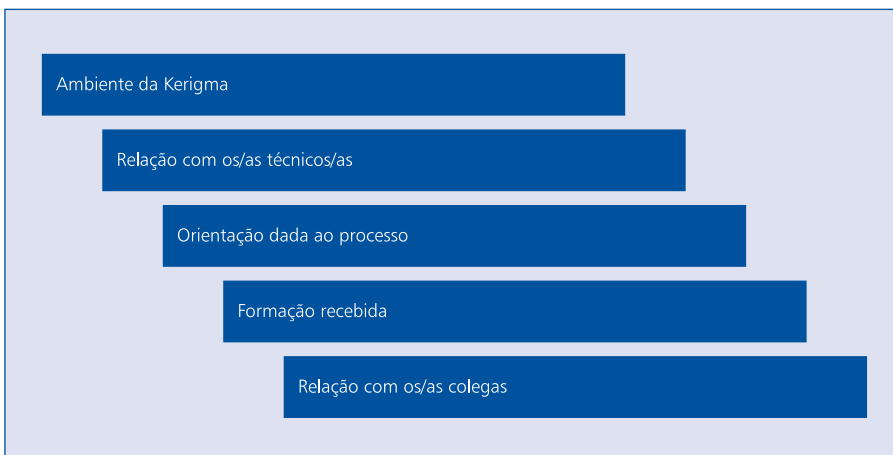 Ambiente da Kerigma
Relação com os/as técnicos/as
Orientação dada ao processo
Formação recebida
Relação com os/as colegas